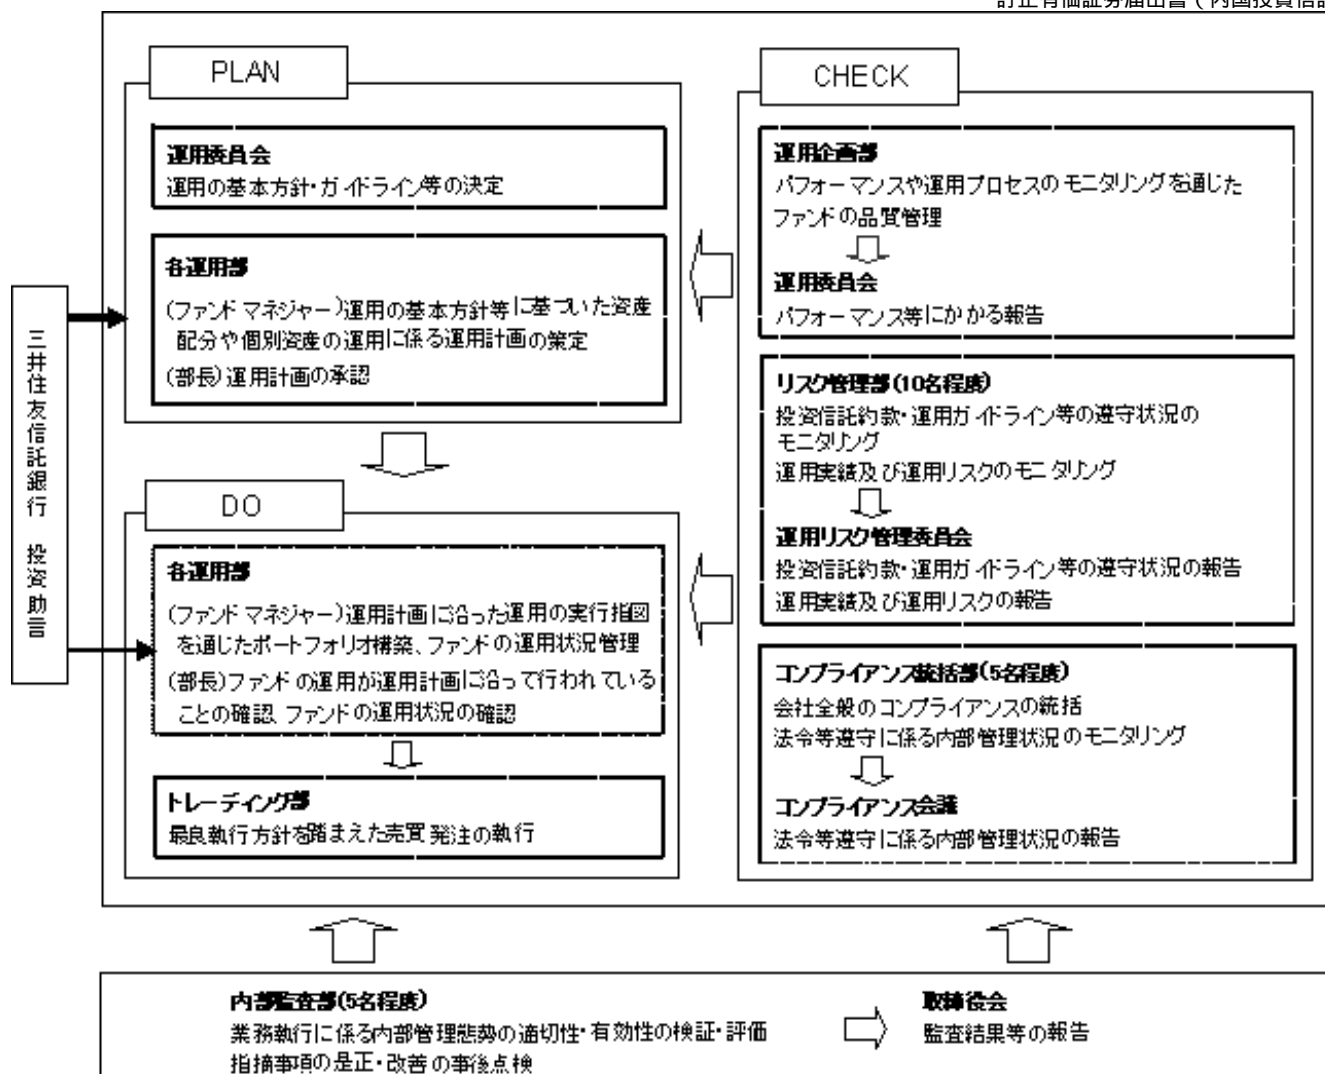 訂正有価証券届出書(内国投資信託
PLAN
運用委員会
運用の基本方針・ガイドライン等の決定
各運用部
(ファンドマネジャー)運用の基本方針等に基づいた資産
配分や個別資産の運用に係る運用計画の策定
(部長)運用計画の承認
DO
各運用部
(ファンドマネジャー)運用計画に沿った運用の実行指図
を通じたポートフォリオ構築、ファンドの運用状況管理
(部長)ファンドの運用が運用計画に沿って行われている
ことの確認、ファンドの運用状況の確認
トレーディング部
最良執行方針を踏まえた売買発注の執行
三井住友信託銀行 投資助言
CHECK
運用企画部
パフォーマンスや運用プロセスのモニタリングを通じた
ファンドの品質管理
運用委員会
パフォーマンス等にかかる報告
リスク管理部(10名程度)
投資信託約款・運用ガイドライン等の遵守状況の
モニタリング
運用実績及び運用リスクのモニタリング
運用リスク管理委員会
投資信託約款・運用ガイドライン等の遵守状況の報告
運用実績及び運用リスクの報告
コンプライアンス統括部(5名程度)
会社全般のコンプライアンスの統括
法令等遵守に係る内部管理状況のモニタリング
コンプライアンス会議
法令等遵守に係る内部管理状況の報告
内部監査部(5名程度)
業務執行に係る内部管理態勢の適切性・有効性の検証・評価
指摘事項の是正・改善の事後点検
取締役会
監査結果等の報告